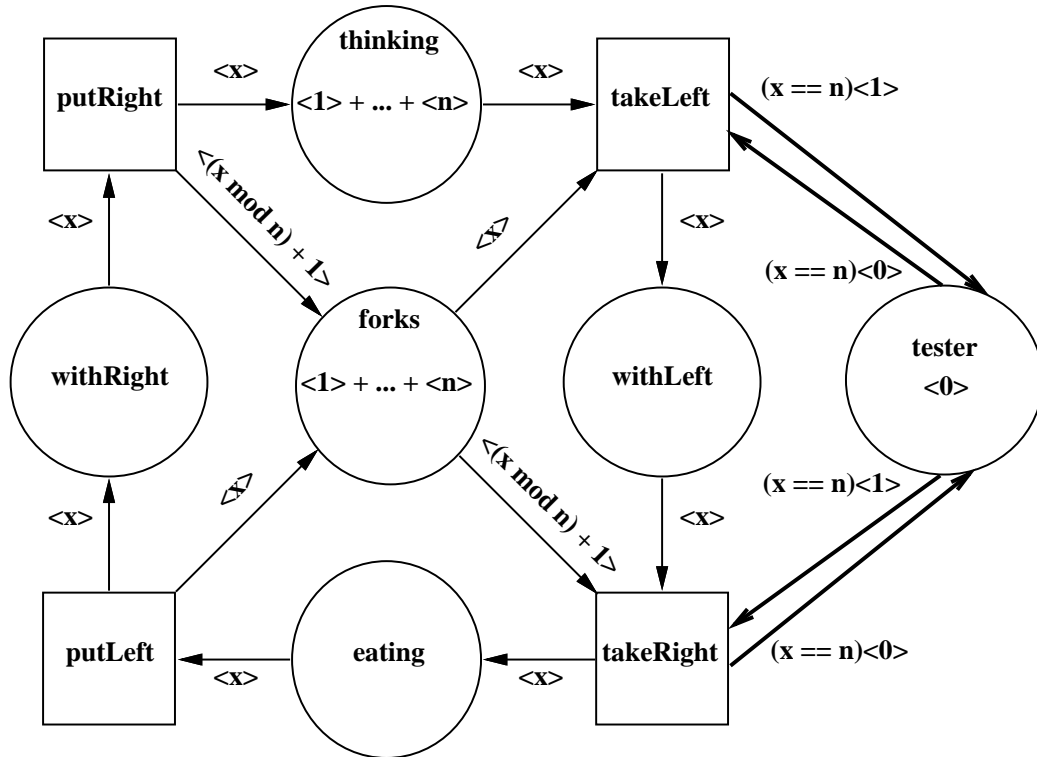 thinking
<x>
<x>
putRight
<1> + ... + <n>
takeLeft
(x == n)<1>
<(x mod n) + 1>
<x>
<x>
<x>
(x == n)<0>
forks
tester
withRight
<1> + ... + <n>
withLeft
<0>
<x>
<x>
<(x mod n) + 1>
<x>
(x == n)<1>
putLeft
eating
takeRight
(x == n)<0>
<x>
<x>